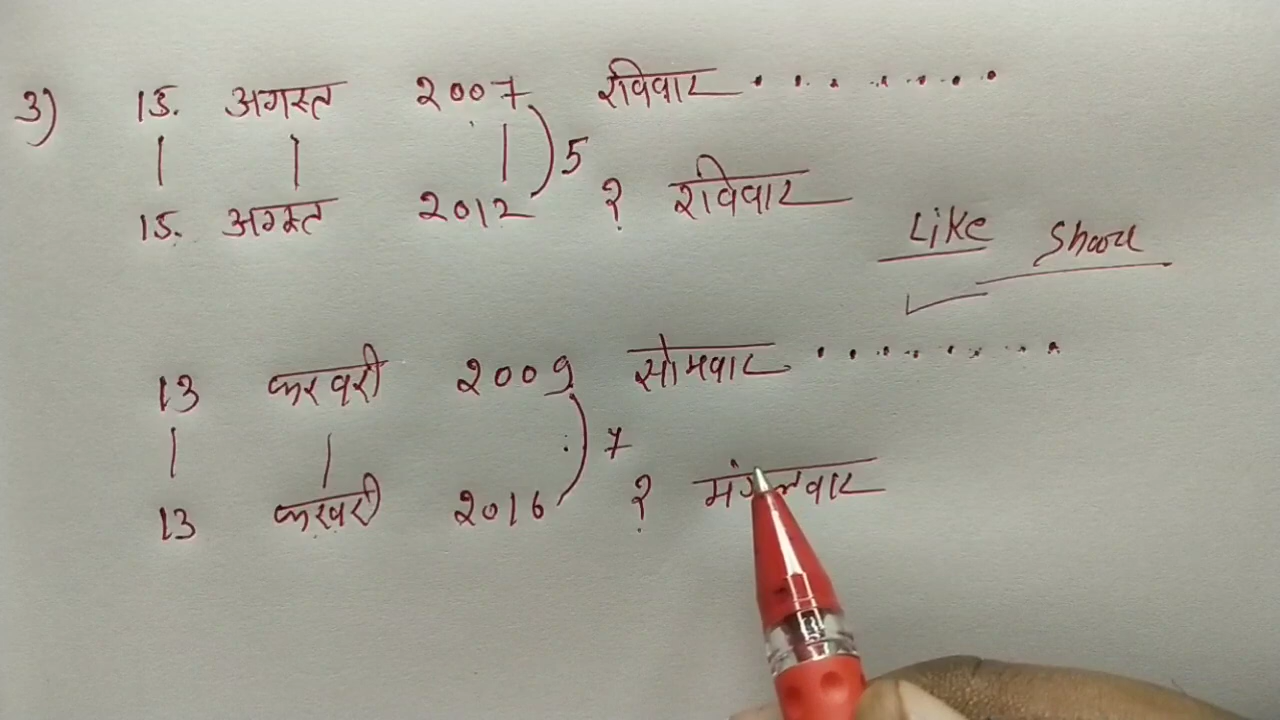 3) 15. अगस्त 2007 रविवार . . . . . . . . .
5
15. अगस्त 2012 ? रविवार
Like Share
13 फरवरी 2009 सोमवार . . . . . . . . .
7
13 फरवरी 2016 ? मंगलवार